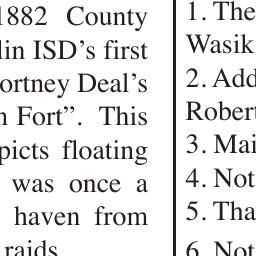 1882 County
lin ISD's first
ortney Deal's
n Fort". This
picts floating
was once a
haven from
raids
1. The
Wasik
2. Add
Robert
3. Mai
4. Not
5. Tha
6. Not